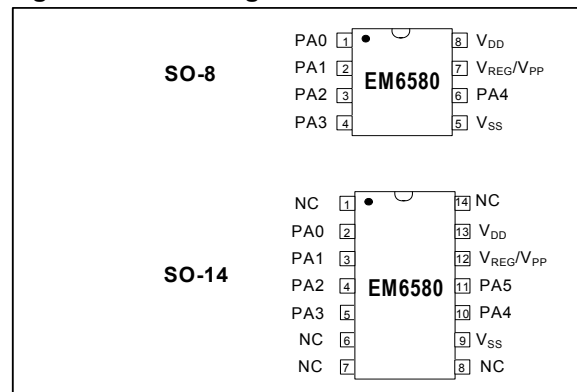 SO-8
PA0 1 8 VDD
PA1 2 EM6580 7 VREG/VPP
PA2 3 6 PA4
PA3 4 5 VSS
SO-14
NC 1 14 NC
PA0 2 13 VDD
PA1 3 12 VREG/VPP
PA2 4 EM6580 11 PA5
PA3 5 10 PA4
NC 6 9 VSS
NC 7 8 NC